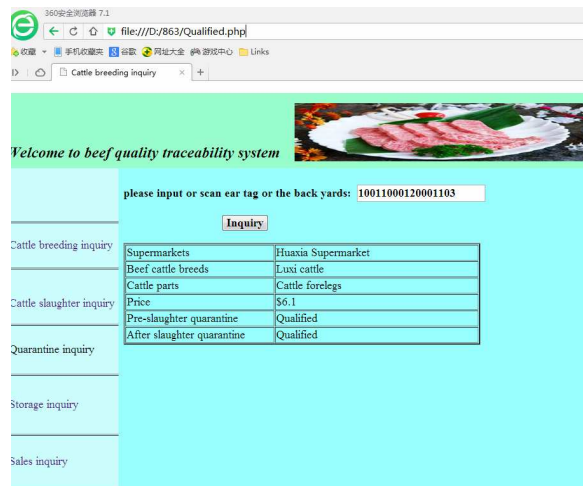 360安全浏览器 7.1
file:///D:/863/Qualified.php
收藏 手机收藏夹 谷歌 网址大全 游戏中心 Links
Cattle breeding inquiry × +
Welcome to beef quality traceability system
please input or scan ear tag or the back yards: 10011000120001103
Inquiry
Cattle breeding inquiry
Cattle slaughter inquiry
Quarantine inquiry
Storage inquiry
Sales inquiry
Supermarkets Huaxia Supermarket
Beef cattle breeds Luxi cattle
Cattle parts Cattle forelegs
Price $6.1
Pre-slaughter quarantine Qualified
After slaughter quarantine Qualified